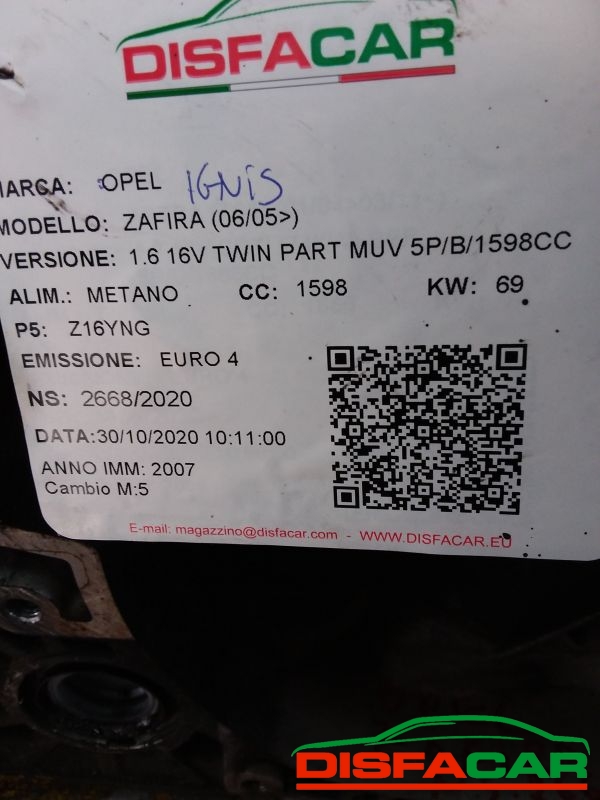 DISFACAR
MARCA: OPEL IGNIS
MODELLO: ZAFIRA (06/05>)
VERSIONE: 1.6 16V TWIN PART MUV 5P/B/1598CC
ALIM.: METANO CC: 1598 KW: 69
P5: Z16YNG
EMISSIONE: EURO 4
NS: 2668/2020
DATA:30/10/2020 10:11:00
ANNO IMM: 2007
Cambio M:5
E-mail: magazzino@disfacar.com - WWW.DISFACAR.EU
DISFACAR